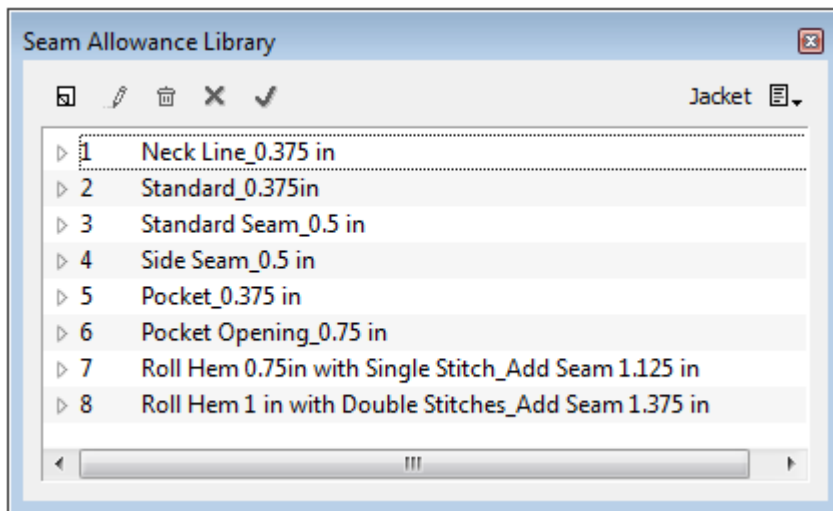 Seam Allowance Library
Jacket
1 Neck Line_0.375 in
2 Standard_0.375in
3 Standard Seam_0.5 in
4 Side Seam_0.5 in
5 Pocket_0.375 in
6 Pocket Opening_0.75 in
7 Roll Hem 0.75in with Single Stitch_Add Seam 1.125 in
8 Roll Hem 1 in with Double Stitches_Add Seam 1.375 in